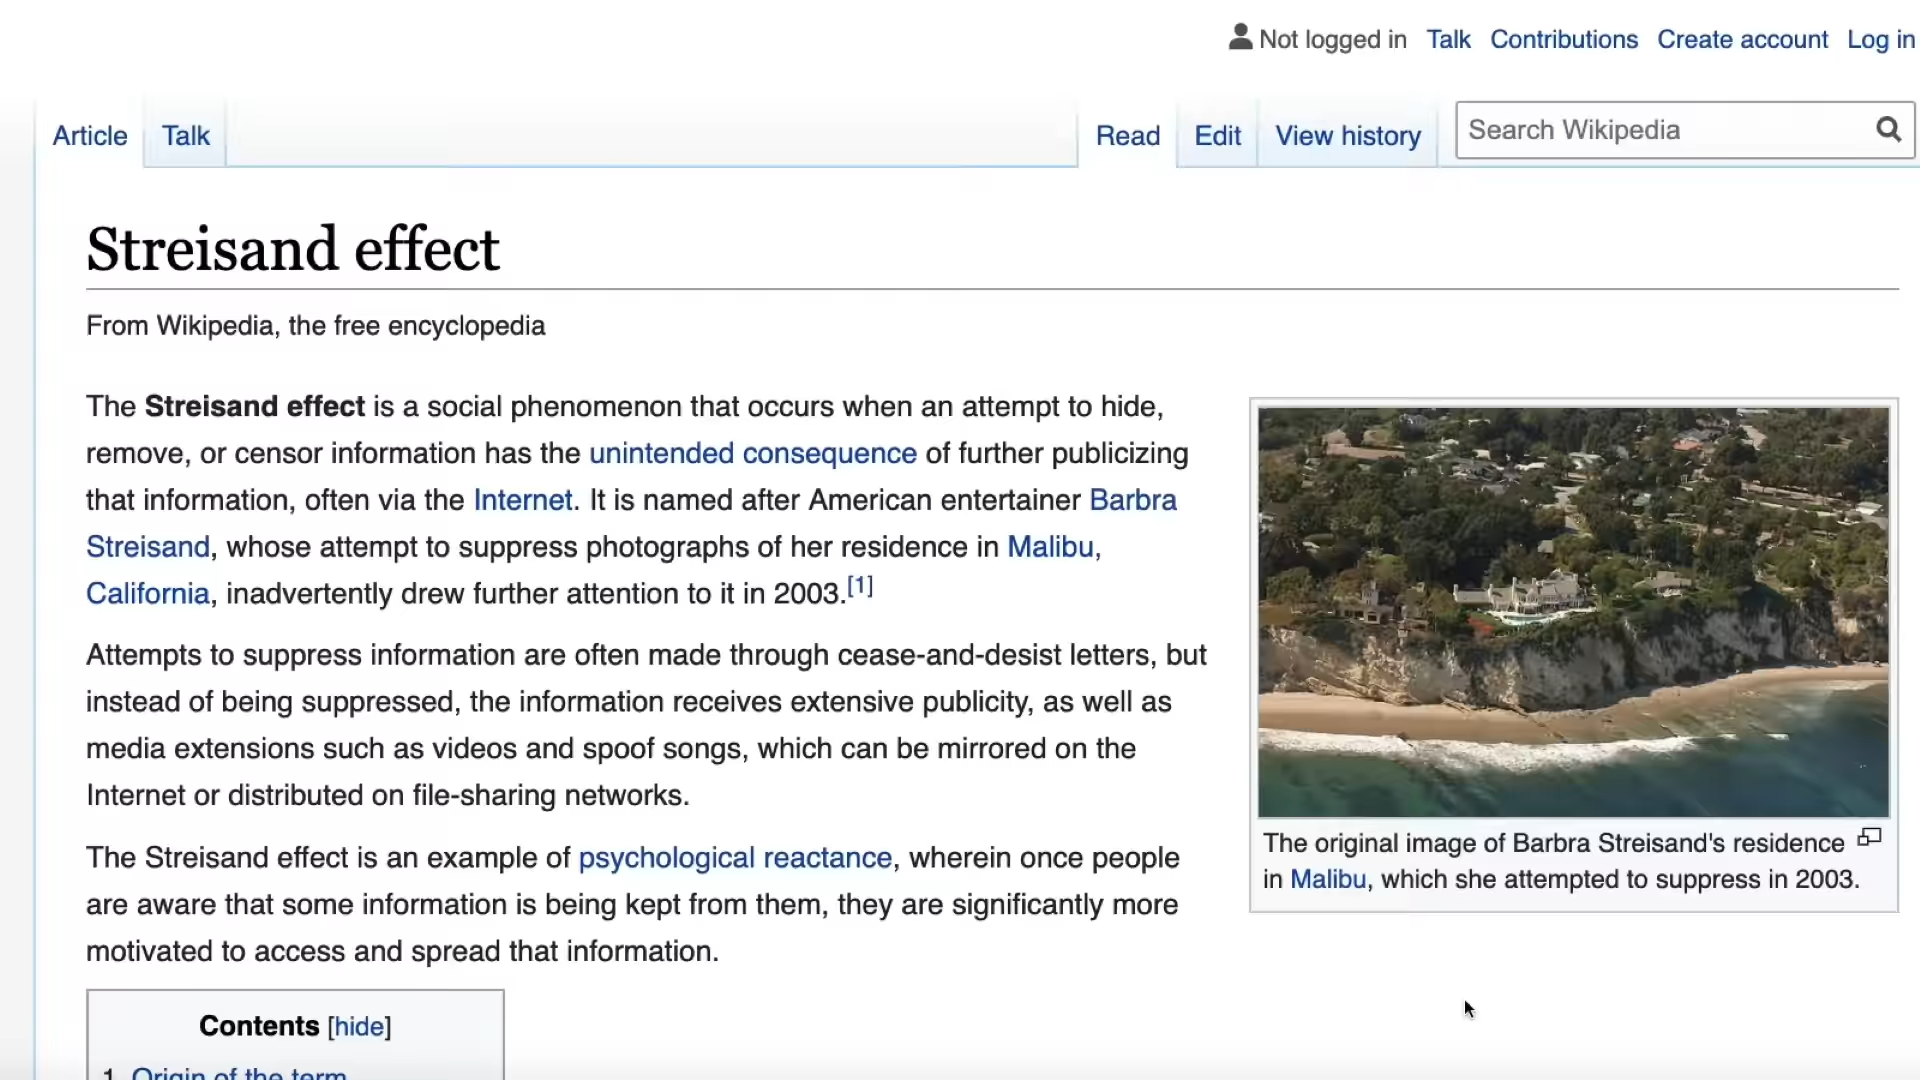 Not logged in Talk Contributions Create account Log in
Article Talk Read Edit View history Search Wikipedia
Streisand effect
From Wikipedia, the free encyclopedia
The Streisand effect is a social phenomenon that occurs when an attempt to hide,
remove, or censor information has the unintended consequence of further publicizing
that information, often via the Internet. It is named after American entertainer Barbra
Streisand, whose attempt to suppress photographs of her residence in Malibu,
California, inadvertently drew further attention to it in 2003.[1]
Attempts to suppress information are often made through cease-and-desist letters, but
instead of being suppressed, the information receives extensive publicity, as well as
media extensions such as videos and spoof songs, which can be mirrored on the
Internet or distributed on file-sharing networks.
The Streisand effect is an example of psychological reactance, wherein once people
are aware that some information is being kept from them, they are significantly more
motivated to access and spread that information.
The original image of Barbra Streisand's residence
in Malibu, which she attempted to suppress in 2003.
Contents [hide]
1 Origin of the term